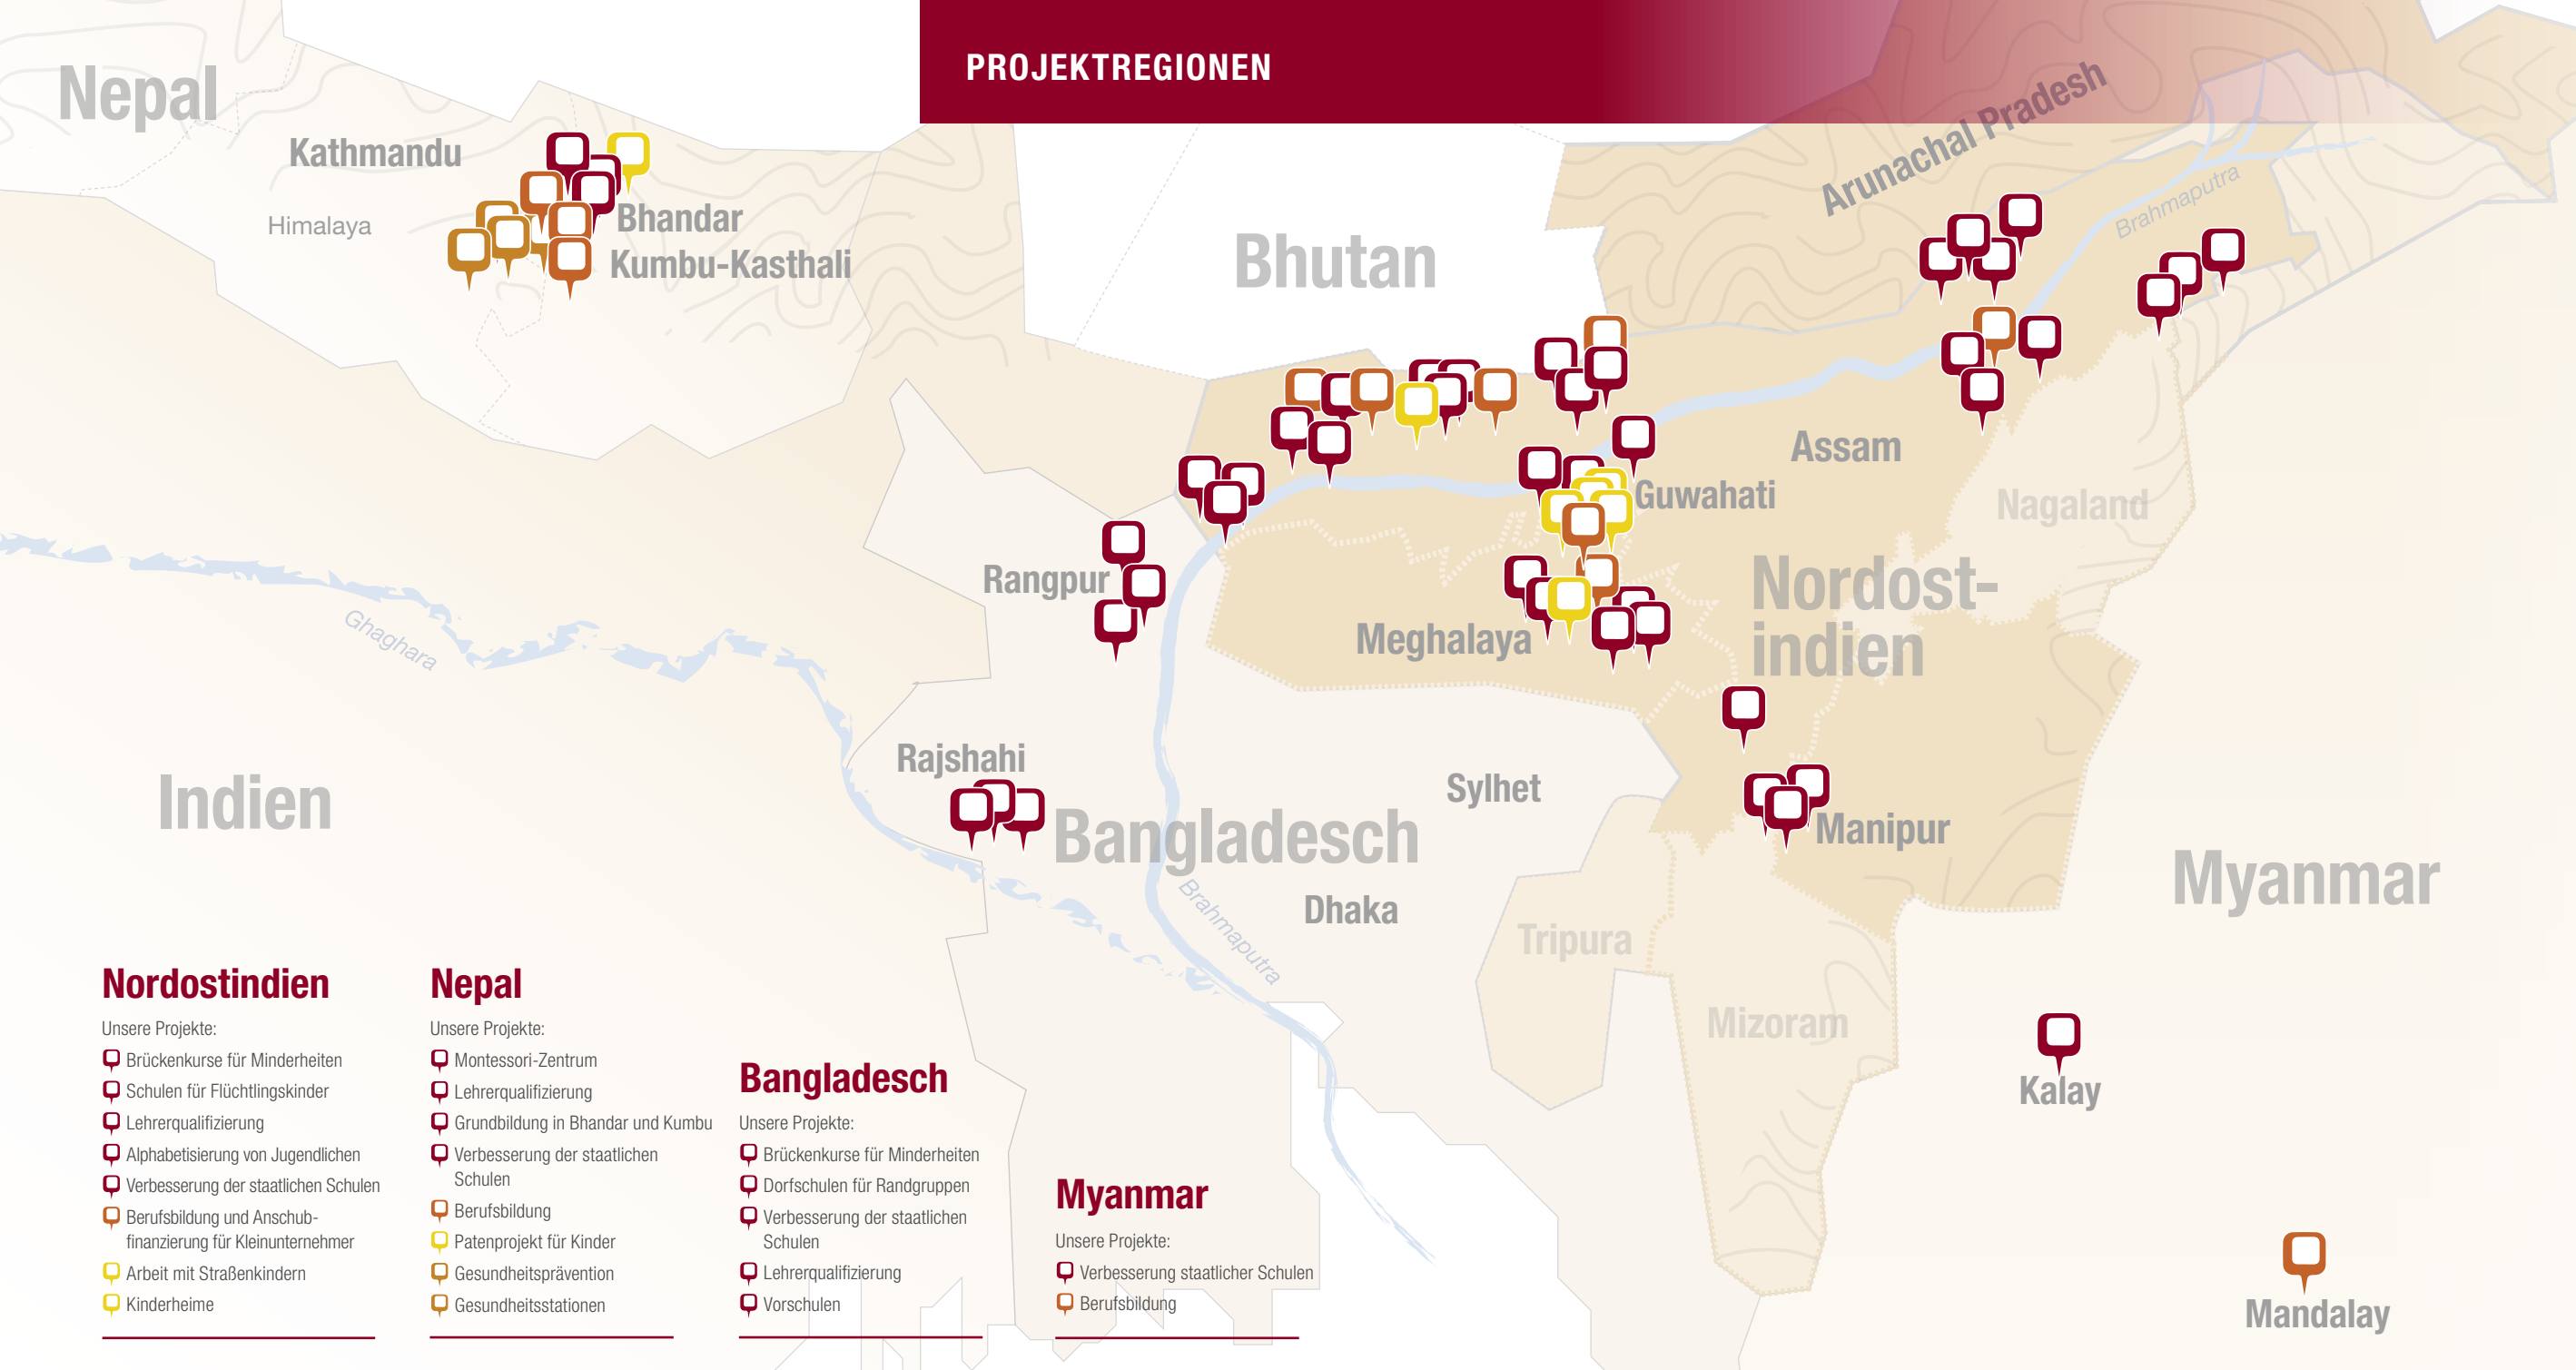 PROJEKTREGIONEN
Nepal
Kathmandu
Himalaya
Bhandar
Kumbu-Kasthali
Bhutan
Arunachal Pradesh
Brahmaputra
Assam
Guwahati
Nagaland
Nordost-
indien
Rangpur
Meghalaya
Ghaghara
Rajshahi
Sylhet
Indien
Bangladesch
Manipur
Myanmar
Dhaka
Brahmaputra
Tripura
Mizoram
Kalay
Mandalay
Nordostindien
Unsere Projekte:
Brückenkurse für Minderheiten
Schulen für Flüchtlingskinder
Lehrerqualifizierung
Alphabetisierung von Jugendlichen
Verbesserung der staatlichen Schulen
Berufsbildung und Anschub-
finanzierung für Kleinunternehmer
Arbeit mit Straßenkindern
Kinderheime
Nepal
Unsere Projekte:
Montessori-Zentrum
Lehrerqualifizierung
Grundbildung in Bhandar und Kumbu
Verbesserung der staatlichen
Schulen
Berufsbildung
Patenprojekt für Kinder
Gesundheitsprävention
Gesundheitsstationen
Bangladesch
Unsere Projekte:
Brückenkurse für Minderheiten
Dorfschulen für Randgruppen
Verbesserung der staatlichen
Schulen
Lehrerqualifizierung
Vorschulen
Myanmar
Unsere Projekte:
Verbesserung staatlicher Schulen
Berufsbildung